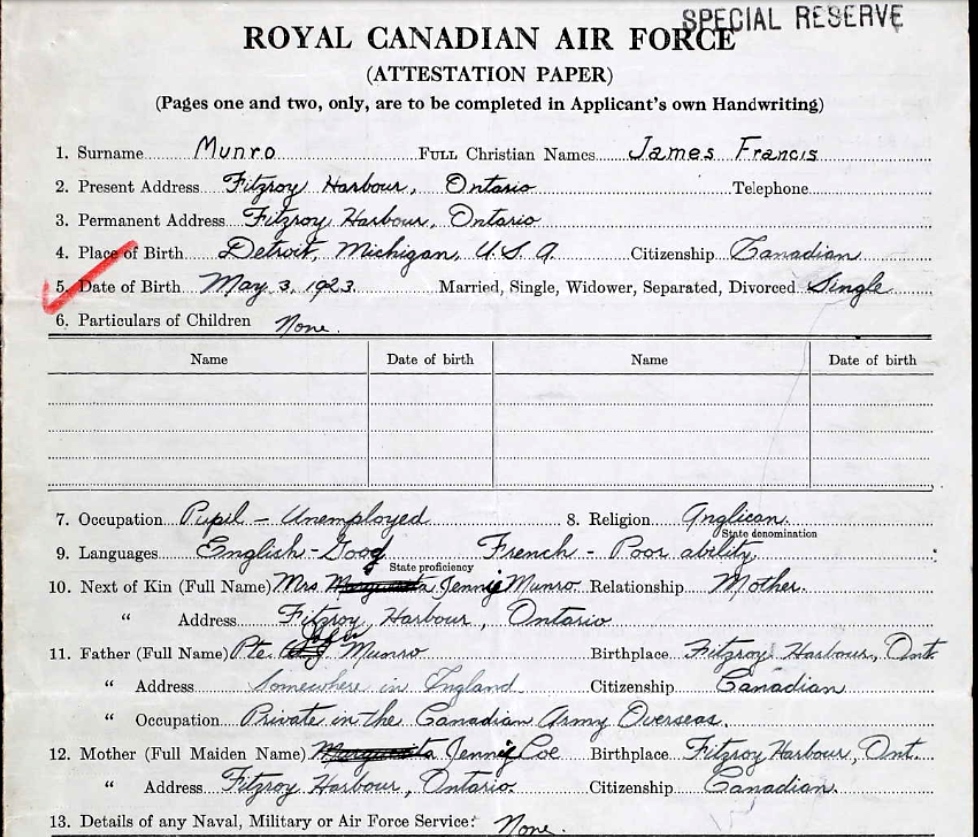 SPECIAL RESERVE
ROYAL CANADIAN AIR FORCE
(ATTESTATION PAPER)
(Pages one and two, only, are to be completed in Applicant's own Handwriting)
1. Surname Munro FULL Christian Names James Francis
2. Present Address Fitzroy Harbour, Ontario Telephone
3. Permanent Address Fitzroy Harbour, Ontario
4. Place of Birth Detroit, Michigan, U.S.A. Citizenship Canadian
5. Date of Birth May 3, 1923. Married, Single, Widower, Separated, Divorced Single
6. Particulars of Children None.
Name Date of birth Name Date of birth
7. Occupation Pupil - Unemployed 8. Religion Anglican.
State denomination
9. Languages English - Good French - Poor ability.
State proficiency
10. Next of Kin (Full Name) Mrs Jennie Munro Relationship Mother.
" Address Fitzroy Harbour, Ontario
11. Father (Full Name) Pte. Munro Birthplace Fitzroy Harbour, Ont.
" Address Somewhere in England Citizenship Canadian
" Occupation Private in the Canadian Army Overseas.
12. Mother (Full Maiden Name) Jennie Coe Birthplace Fitzroy Harbour, Ont.
" Address Fitzroy Harbour, Ontario. Citizenship Canadian
13. Details of any Naval, Military or Air Force Service: None.